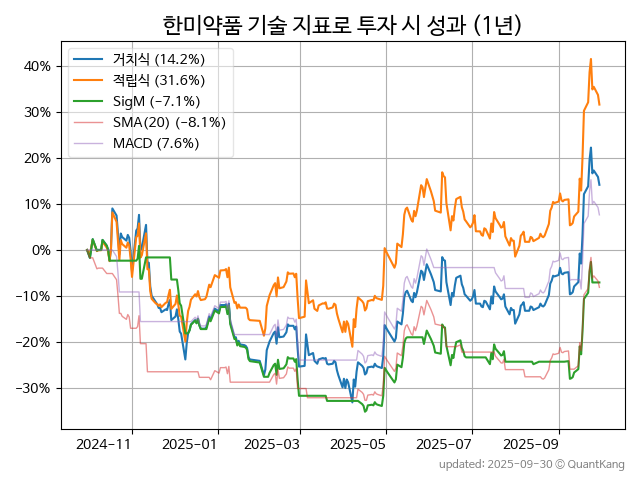 한미약품 기술 지표로 투자 시 성과 (1년)
거치식 (14.2%)
적립식 (31.6%)
SigM (−7.1%)
SMA(20) (−8.1%)
MACD (7.6%)
40%
30%
20%
10%
0%
−10%
−20%
−30%
2024-11 2025-01 2025-03 2025-05 2025-07 2025-09
updated: 2025-09-30 © QuantKang